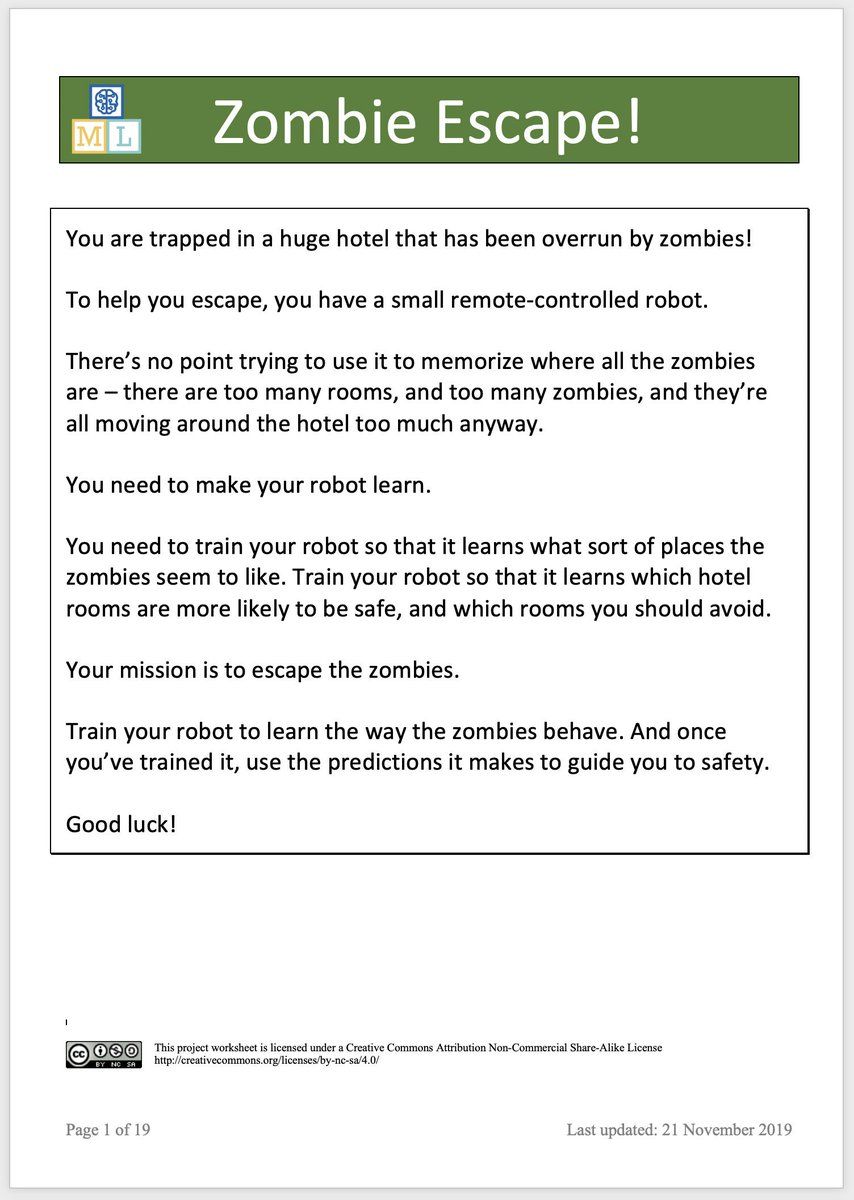 M L
Zombie Escape!
You are trapped in a huge hotel that has been overrun by zombies!
To help you escape, you have a small remote-controlled robot.
There’s no point trying to use it to memorize where all the zombies
are – there are too many rooms, and too many zombies, and they’re
all moving around the hotel too much anyway.
You need to make your robot learn.
You need to train your robot so that it learns what sort of places the
zombies seem to like. Train your robot so that it learns which hotel
rooms are more likely to be safe, and which rooms you should avoid.
Your mission is to escape the zombies.
Train your robot to learn the way the zombies behave. And once
you’ve trained it, use the predictions it makes to guide you to safety.
Good luck!
cc
BY NC SA
This project worksheet is licensed under a Creative Commons Attribution Non-Commercial Share-Alike License
http://creativecommons.org/licenses/by-nc-sa/4.0/
Page 1 of 19
Last updated: 21 November 2019